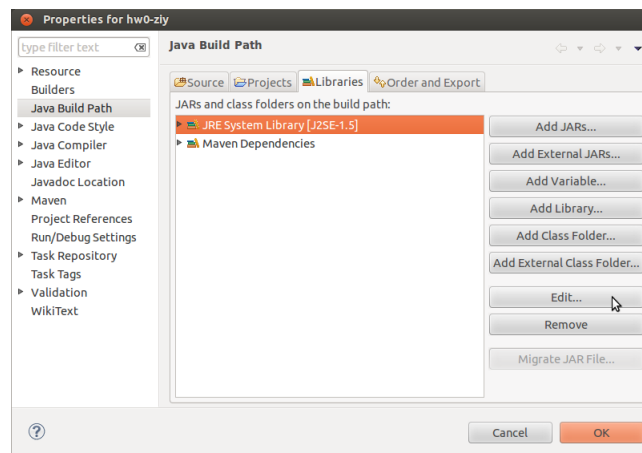 Properties for hw0-ziy
type filter text
Resource
Builders
Java Build Path
Java Code Style
Java Compiler
Java Editor
Javadoc Location
Maven
Project References
Run/Debug Settings
Task Repository
Task Tags
Validation
WikiText
Java Build Path
Source Projects Libraries Order and Export
JARs and class folders on the build path:
JRE System Library [J2SE-1.5]
Maven Dependencies
Add JARs...
Add External JARs...
Add Variable...
Add Library...
Add Class Folder...
Add External Class Folder...
Edit...
Remove
Migrate JAR File...
Cancel OK